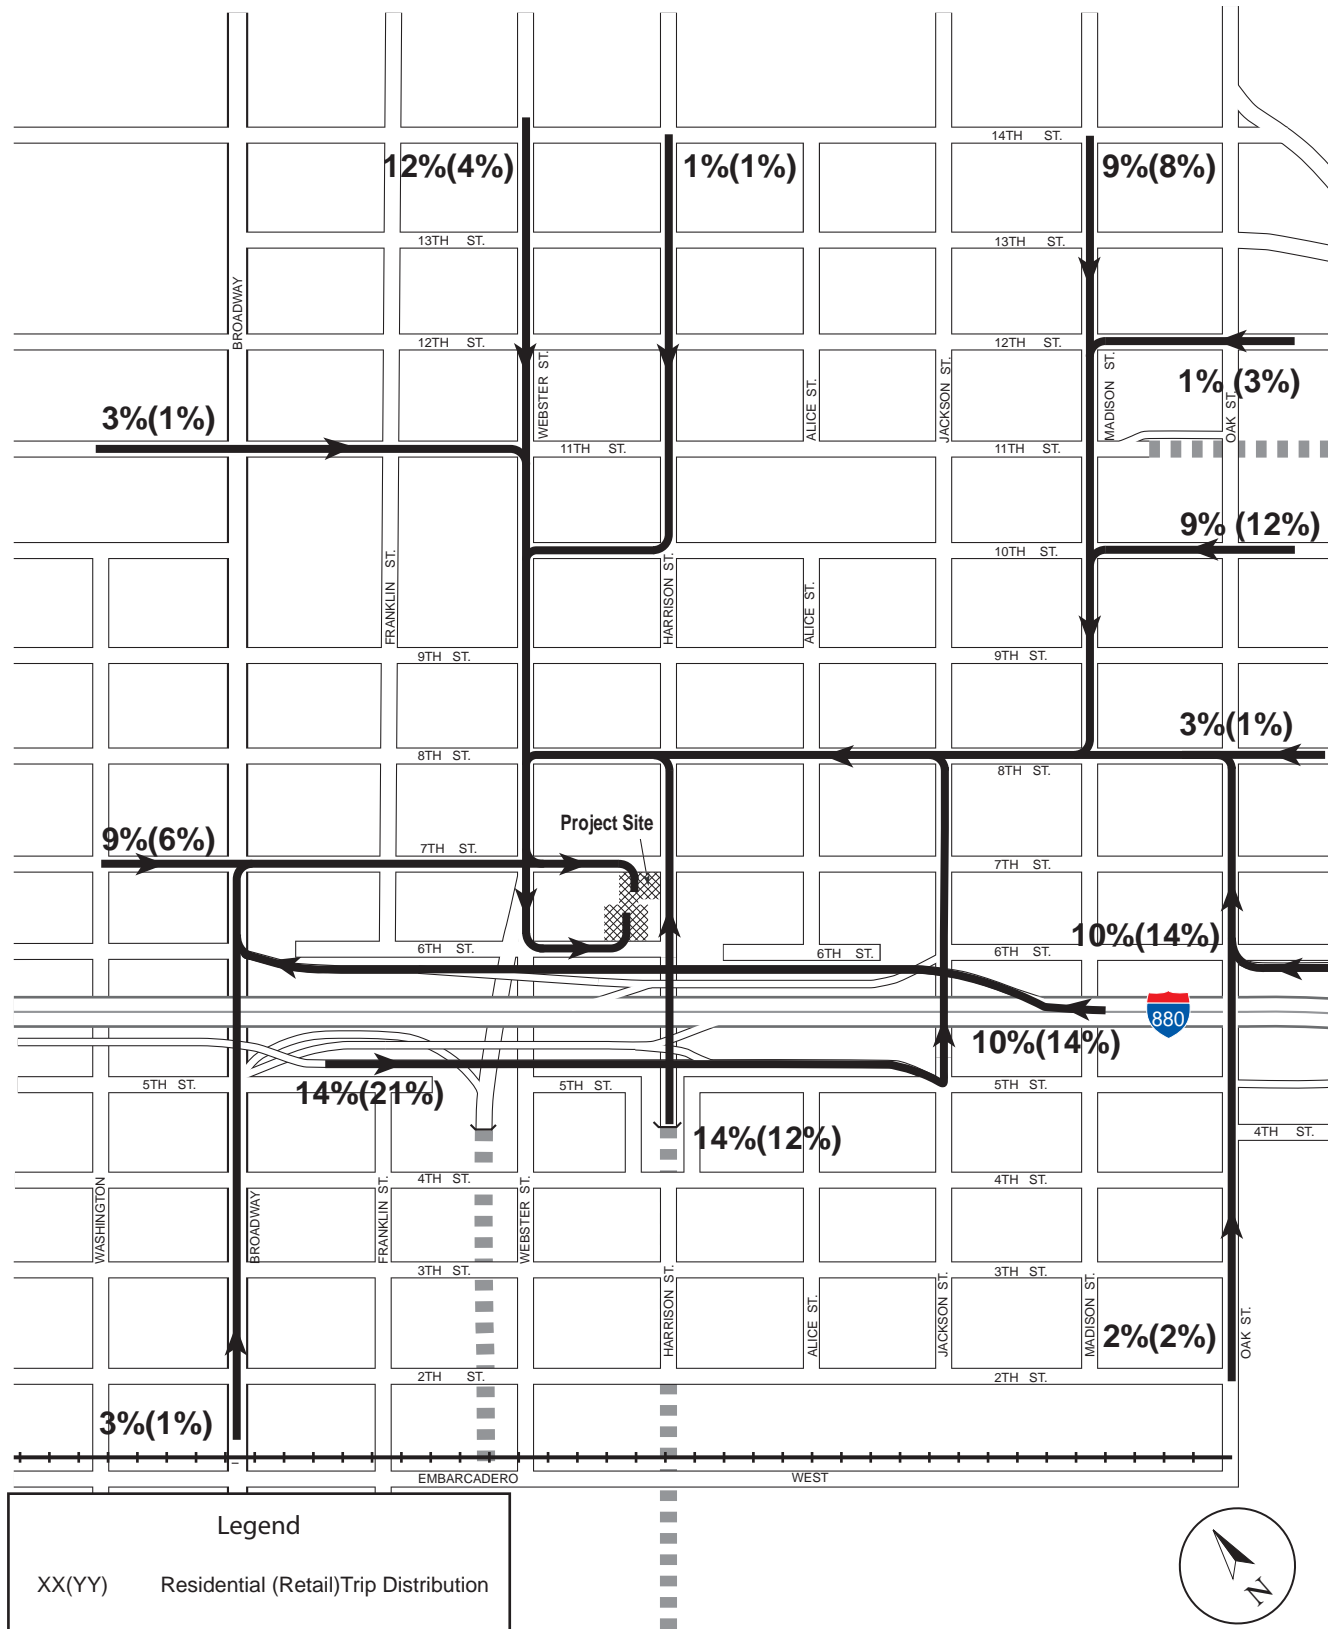 14TH ST.
12%(4%)
1%(1%)
9%(8%)
13TH ST.
13TH ST.
BROADWAY
12TH ST.
12TH ST.
WEBSTER ST.
ALICE ST.
JACKSON ST.
MADISON ST.
OAK ST.
1% (3%)
3%(1%)
11TH ST.
11TH ST.
9% (12%)
10TH ST.
FRANKLIN ST.
HARRISON ST.
ALICE ST.
9TH ST.
9TH ST.
3%(1%)
8TH ST.
8TH ST.
Project Site
9%(6%)
7TH ST.
7TH ST.
10%(14%)
6TH ST.
6TH ST.
6TH ST.
880
10%(14%)
5TH ST.
14%(21%)
5TH ST.
5TH ST.
14%(12%)
4TH ST.
4TH ST.
4TH ST.
WASHINGTON
BROADWAY
FRANKLIN ST.
WEBSTER ST.
3TH ST.
3TH ST.
HARRISON ST.
ALICE ST.
JACKSON ST.
MADISON ST.
OAK ST.
2%(2%)
2TH ST.
2TH ST.
3%(1%)
EMBARCADERO WEST
Legend
XX(YY) Residential (Retail)Trip Distribution
N